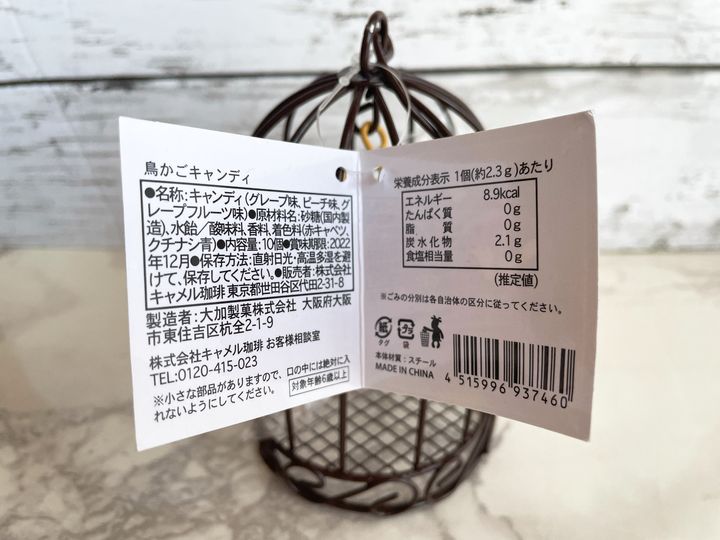 鳥かごキャンディ
●名称:キャンディ(グレープ味、ピーチ味、グ
レープフルーツ味)●原材料名:砂糖(国内製
造)、水飴／酸味料、香料、着色料(赤キャベツ、
クチナシ青)●内容量:10個●賞味期限:2022
年12月●保存方法:直射日光・高温多湿を避
けて、保存してください。●販売者:株式会社
キャメル珈琲 東京都世田谷区代田2-31-8
製造者:大加製菓株式会社 大阪府大阪
市東住吉区杭全2-1-9
株式会社キャメル珈琲 お客様相談室
TEL:0120-415-023
※小さな部品がありますので、口の中には絶対に入
れないようにしてください。
対象年齢6歳以上
栄養成分表示 1個(約2.3g)あたり
エネルギー 8.9kcal
たんぱく質 0g
脂質 0g
炭水化物 2.1g
食塩相当量 0g
(推定値)
※ごみの分別は各自治体の区分に従ってください。
紙
タグ
プラ
袋
本体材質:スチール
MADE IN CHINA
4 515996 937460